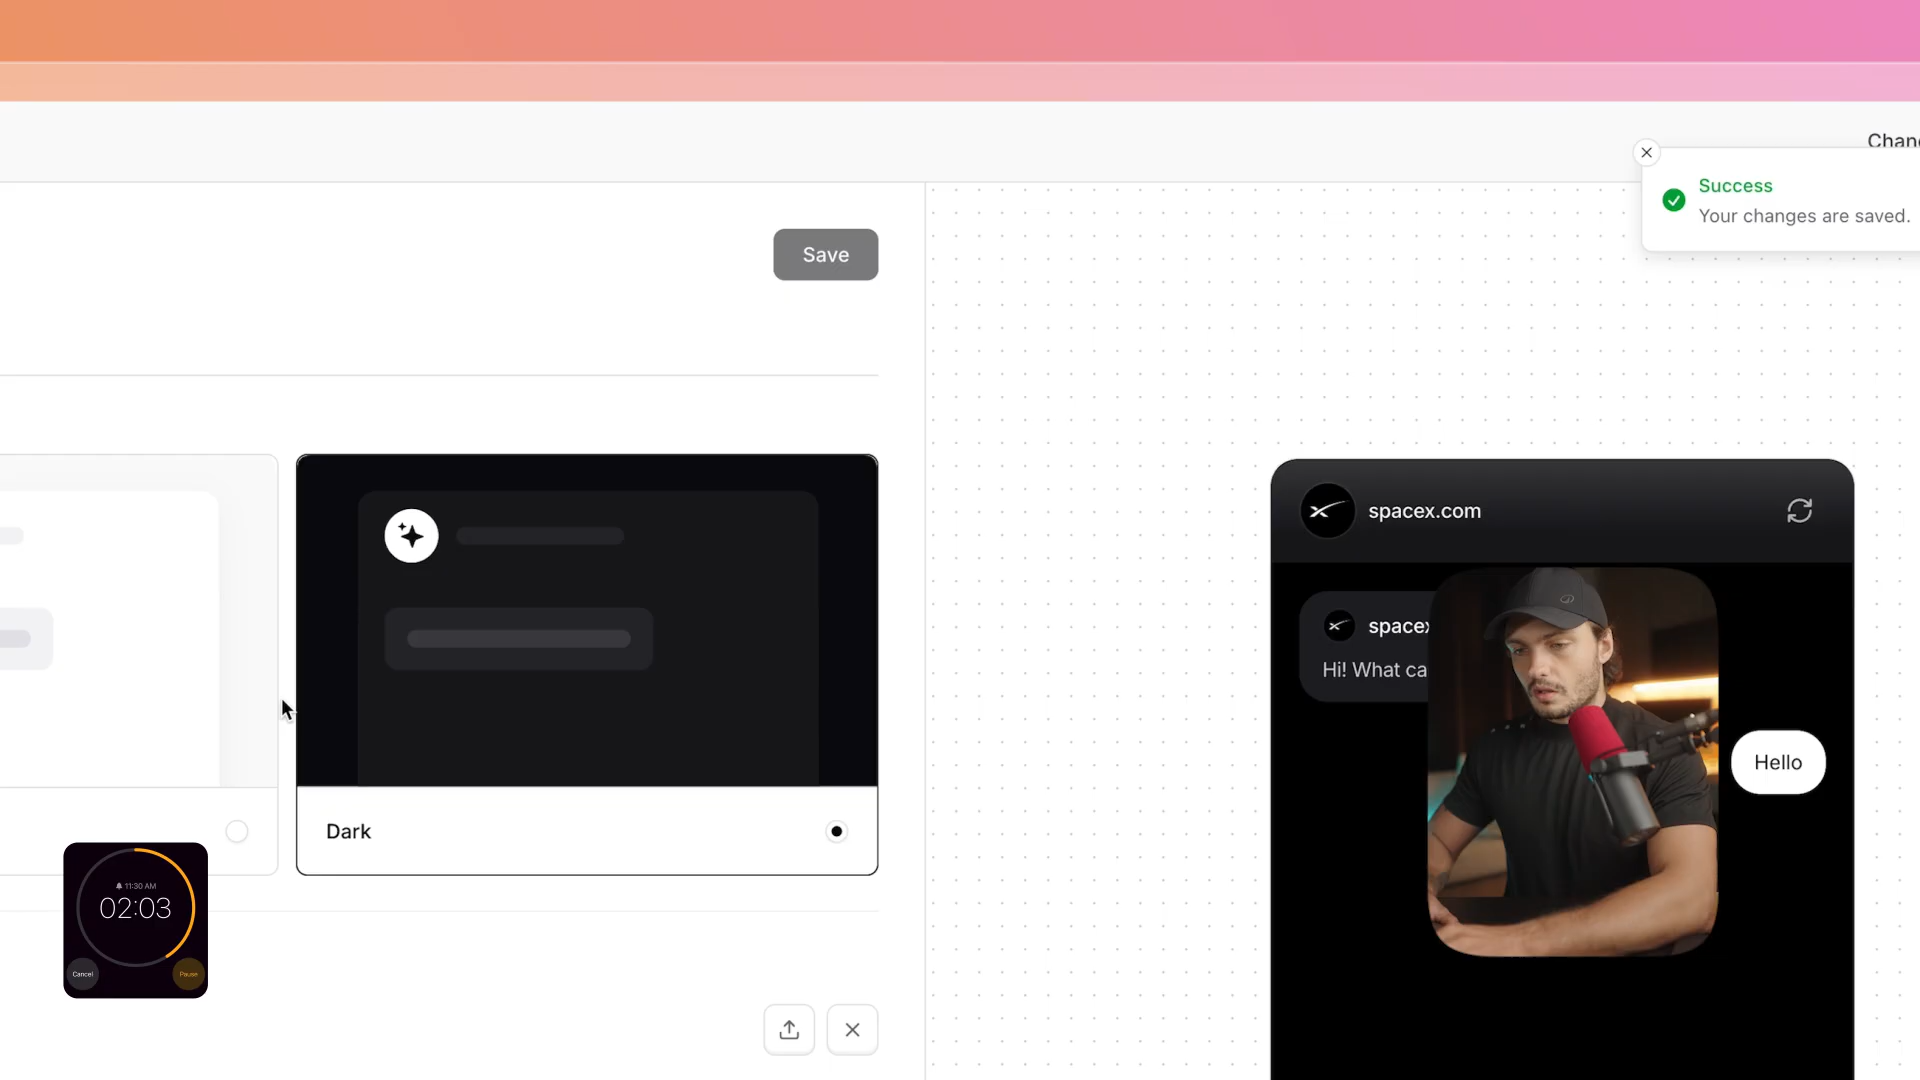 Chan
Success
Your changes are saved.
Save
spacex.com
spacex
Hi! What ca
Hello
Dark
11:30 AM
02:03
Cancel
Pause